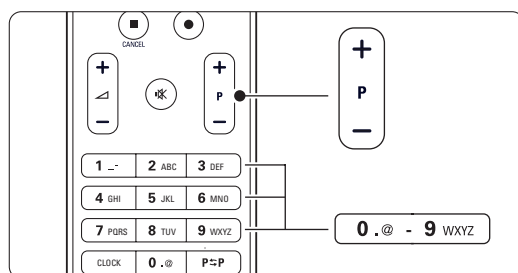 CANCEL
+ + +
P P
– – –
1 _- 2 ABC 3 DEF
4 GHI 5 JKL 6 MNO
7 PQRS 8 TUV 9 WXYZ 0 .@ - 9 WXYZ
CLOCK 0 .@ P⇆P